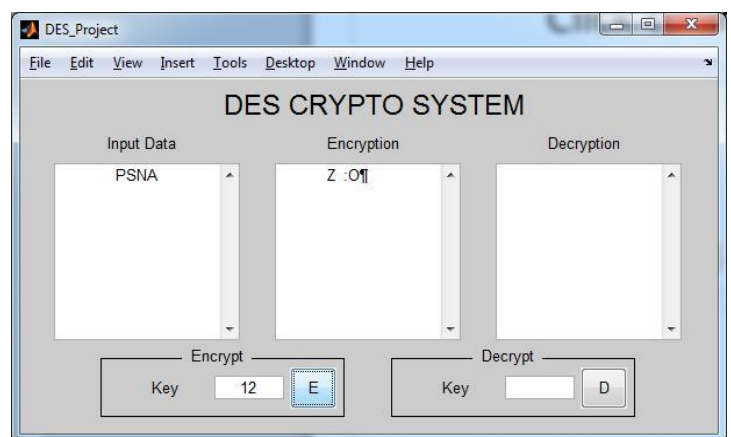 DES_Project
File Edit View Insert Tools Desktop Window Help
DES CRYPTO SYSTEM
Input Data Encryption Decryption
PSNA Z :O¶
Encrypt Decrypt
Key 12 E Key D